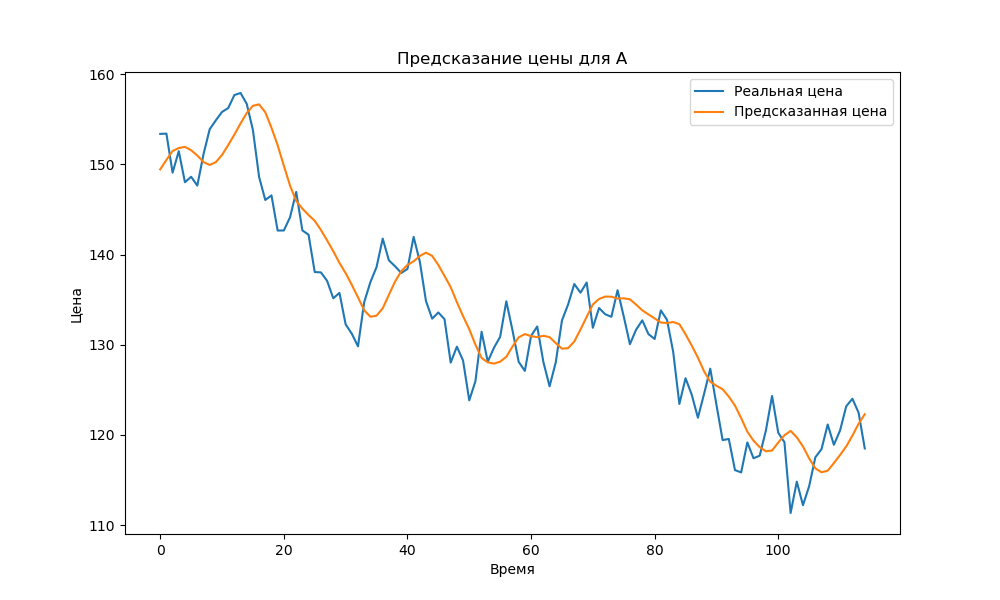 Предсказание цены для A
Реальная цена
Предсказанная цена
Цена
160
150
140
130
120
110
0 20 40 60 80 100
Время